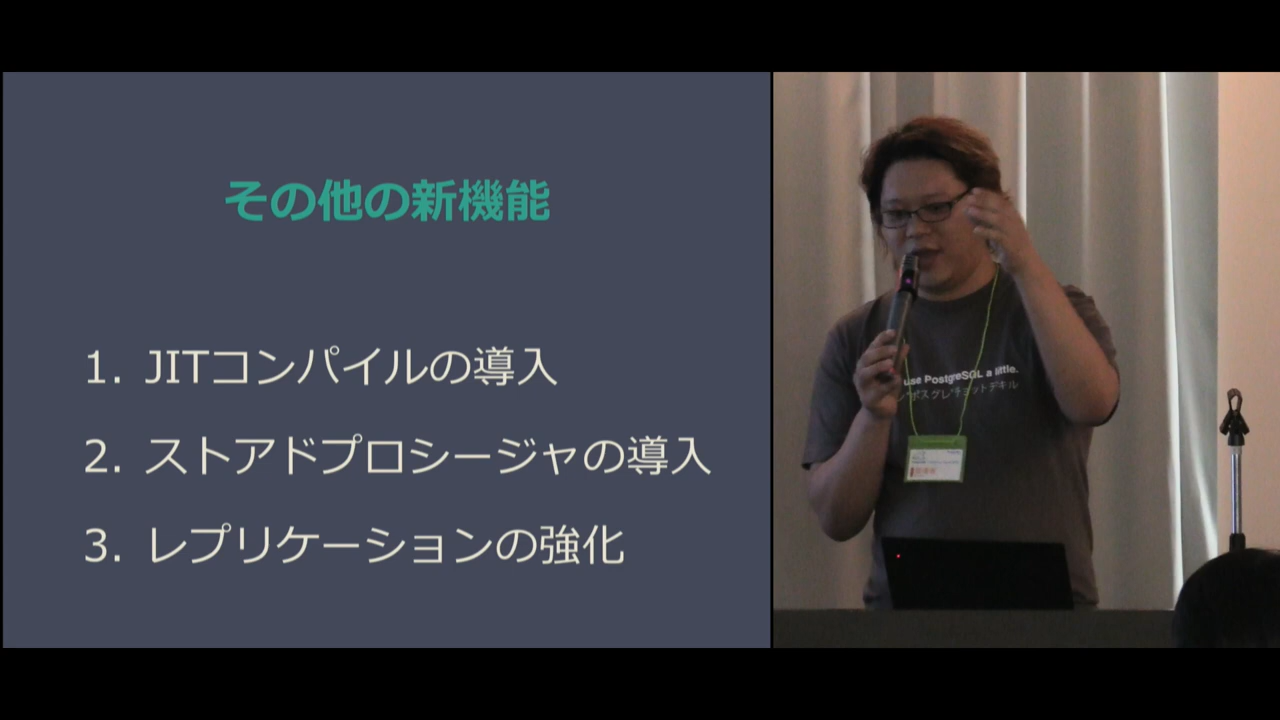 その他の新機能
1. JITコンパイルの導入
2. ストアドプロシージャの導入
3. レプリケーションの強化
use PostgreSQL a little.